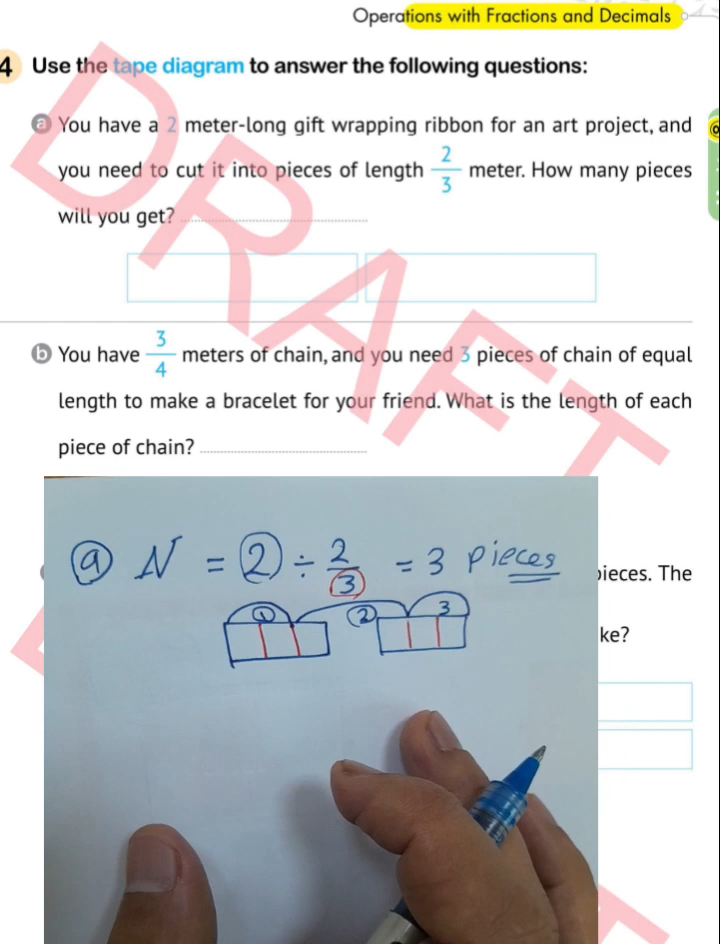 Operations with Fractions and Decimals
4 Use the tape diagram to answer the following questions:
a You have a 2 meter-long gift wrapping ribbon for an art project, and
you need to cut it into pieces of length 2/3 meter. How many pieces
will you get?
b You have 3/4 meters of chain, and you need 3 pieces of chain of equal
length to make a bracelet for your friend. What is the length of each
piece of chain?
a N = 2 ÷ 2/3 = 3 pieces
1 2 3
pieces. The
ke?
DRAFT